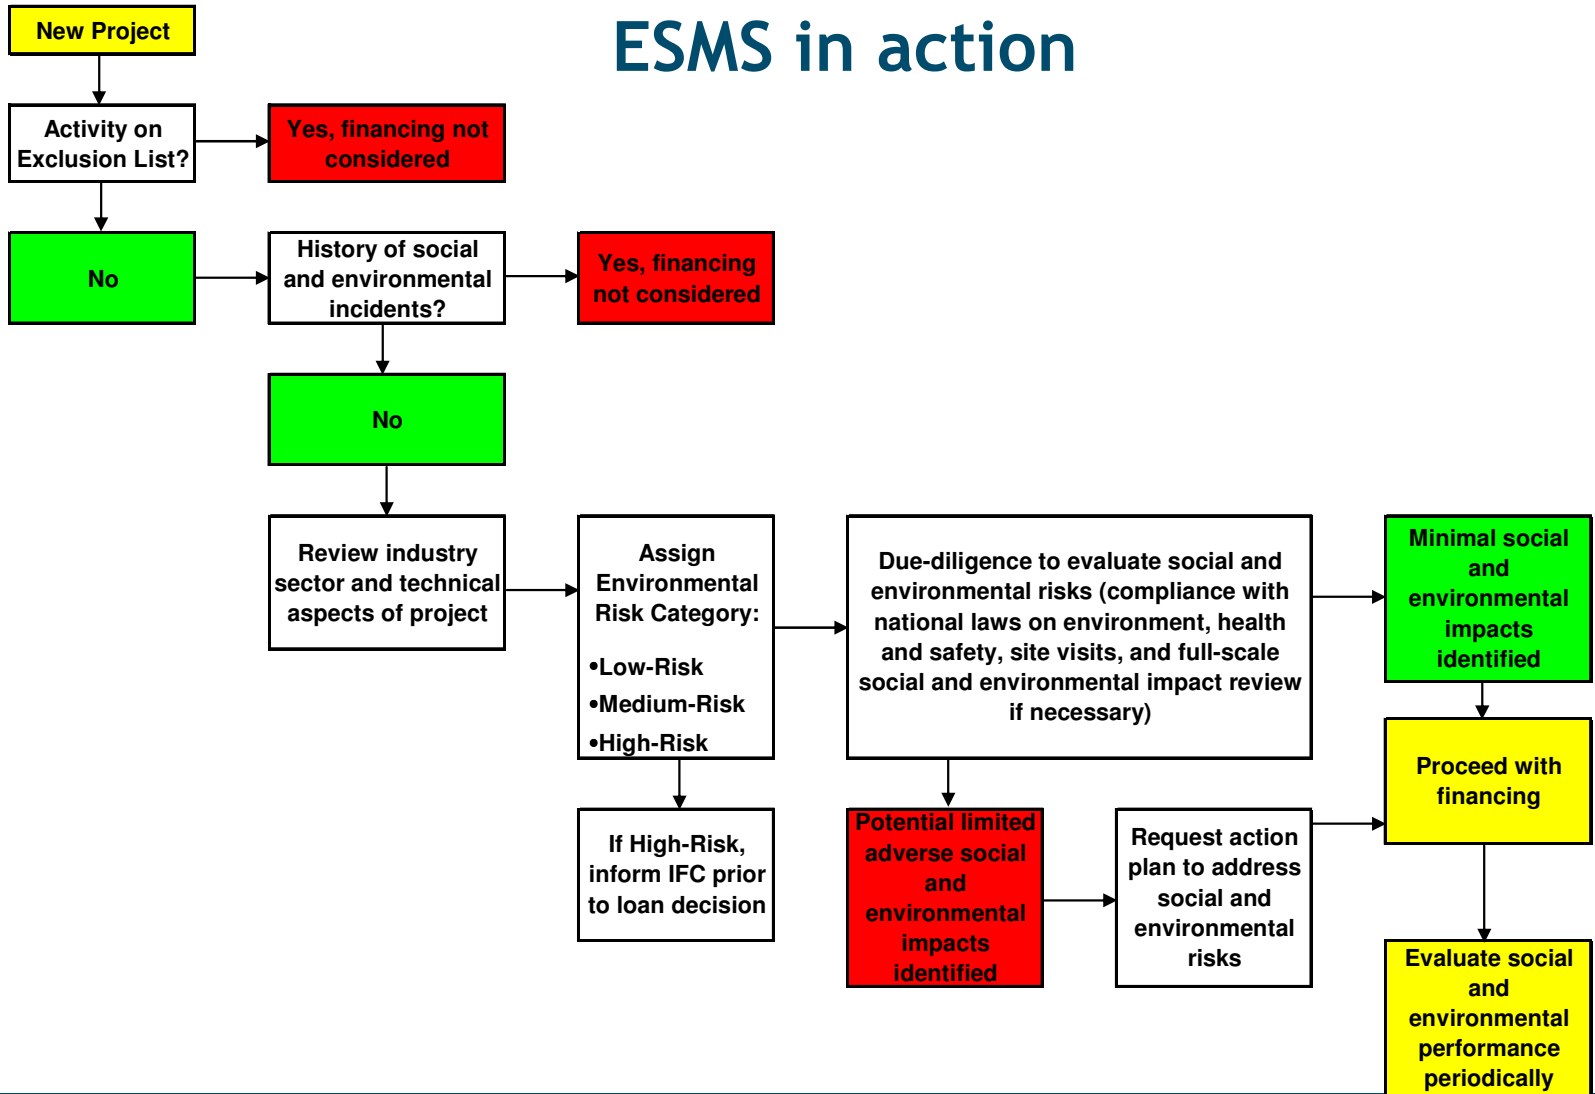 ESMS in action
New Project
Activity on
Exclusion List?
Yes, financing not
considered
No
History of social
and environmental
incidents?
Yes, financing
not considered
No
Review industry
sector and technical
aspects of project
Assign
Environmental
Risk Category:
•Low-Risk
•Medium-Risk
•High-Risk
If High-Risk,
inform IFC prior
to loan decision
Due-diligence to evaluate social and
environmental risks (compliance with
national laws on environment, health
and safety, site visits, and full-scale
social and environmental impact review
if necessary)
Potential limited
adverse social
and
environmental
impacts
identified
Request action
plan to address
social and
environmental
risks
Minimal social
and
environmental
impacts
identified
Proceed with
financing
Evaluate social
and
environmental
performance
periodically